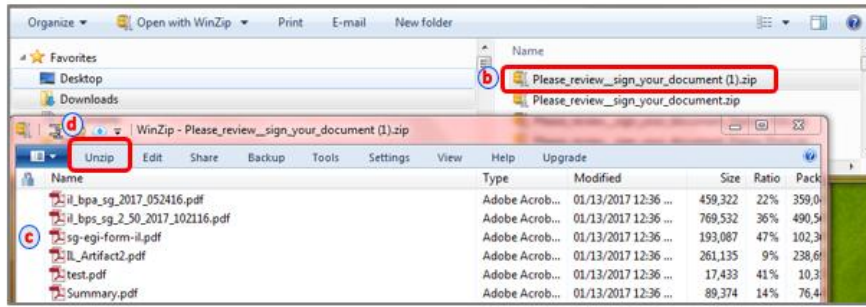 Organize Open with WinZip Print E-mail New folder
Favorites
Desktop
Downloads
Name
b Please_review__sign_your_document (1).zip
Please_review__sign_your_document.zip
d WinZip - Please_review__sign_your_document (1).zip
Unzip Edit Share Backup Tools Settings View Help Upgrade
Name Type Modified Size Ratio Pack
il_bpa_sg_2017_052416.pdf Adobe Acrob... 01/13/2017 12:36 ... 459,322 22% 359,0
il_bps_sg_2_50_2017_102116.pdf Adobe Acrob... 01/13/2017 12:36 ... 769,532 36% 490,5
c sg-egi-form-il.pdf Adobe Acrob... 01/13/2017 12:36 ... 193,087 47% 102,3
IL_Artifact2.pdf Adobe Acrob... 01/13/2017 12:36 ... 261,135 9% 238,6
test.pdf Adobe Acrob... 01/13/2017 12:36 ... 17,433 41% 10,3
Summary.pdf Adobe Acrob... 01/13/2017 12:36 ... 89,374 14% 76,4